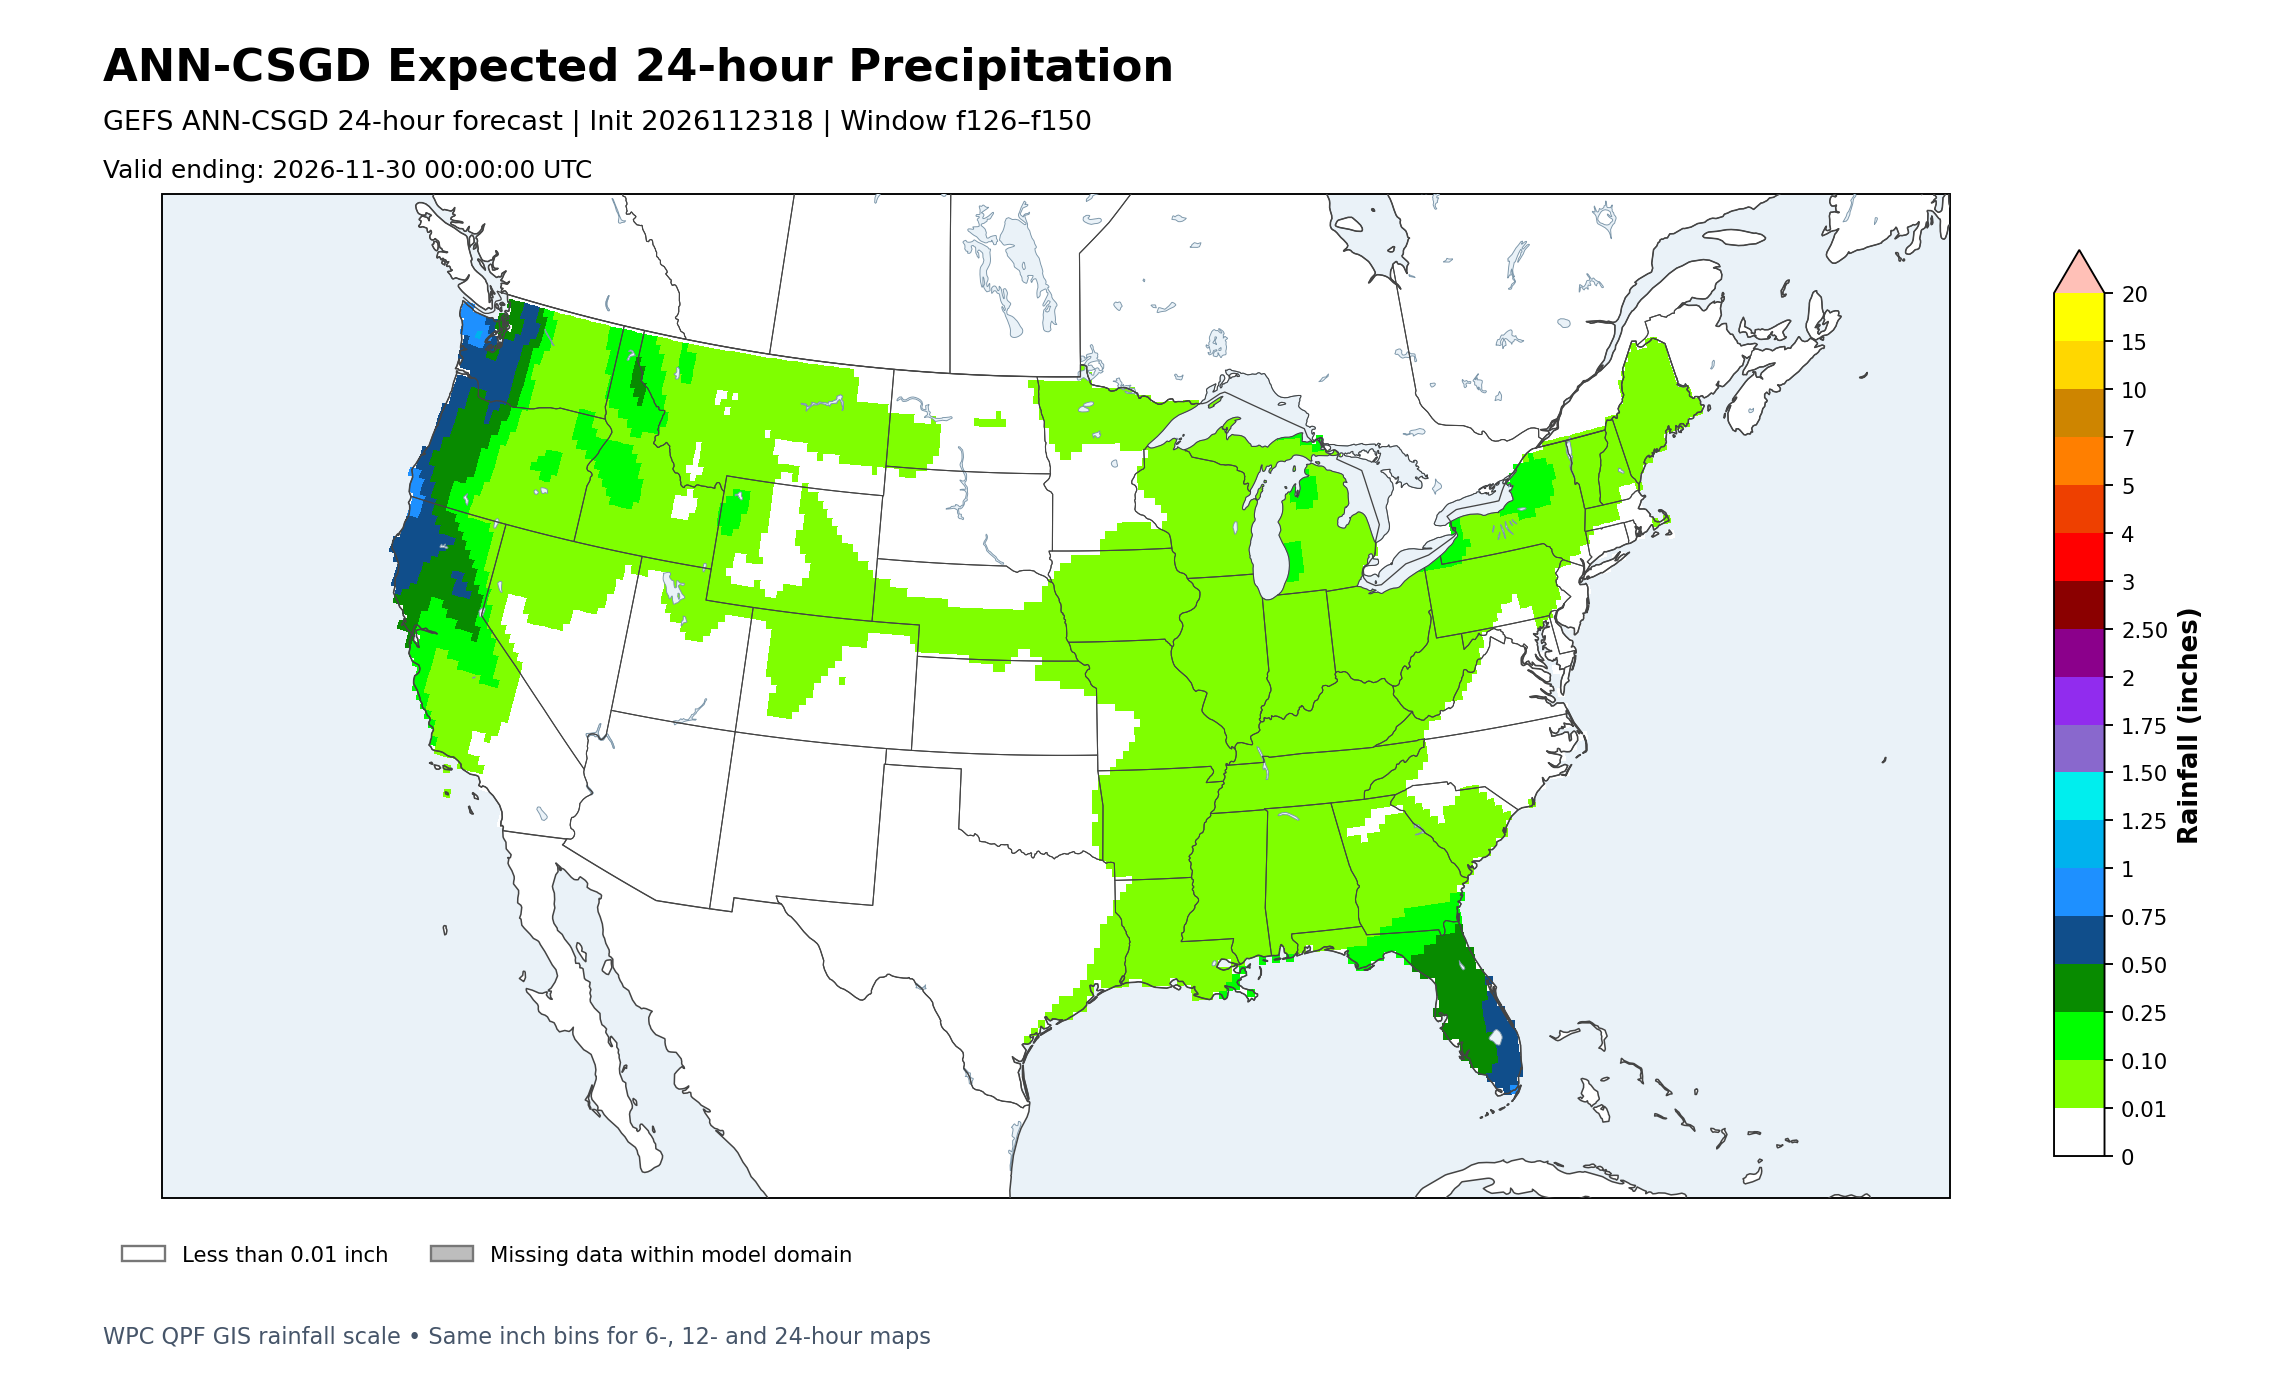 ANN-CSGD Expected 24-hour Precipitation
GEFS ANN-CSGD 24-hour forecast | Init 2026112318 | Window f126–f150
Valid ending: 2026-11-30 00:00:00 UTC
20
15
10
7
5
4
3
2.50
2
1.75
1.50
1.25
1
0.75
0.50
0.25
0.10
0.01
0
Rainfall (inches)
Less than 0.01 inch
Missing data within model domain
WPC QPF GIS rainfall scale • Same inch bins for 6-, 12- and 24-hour maps